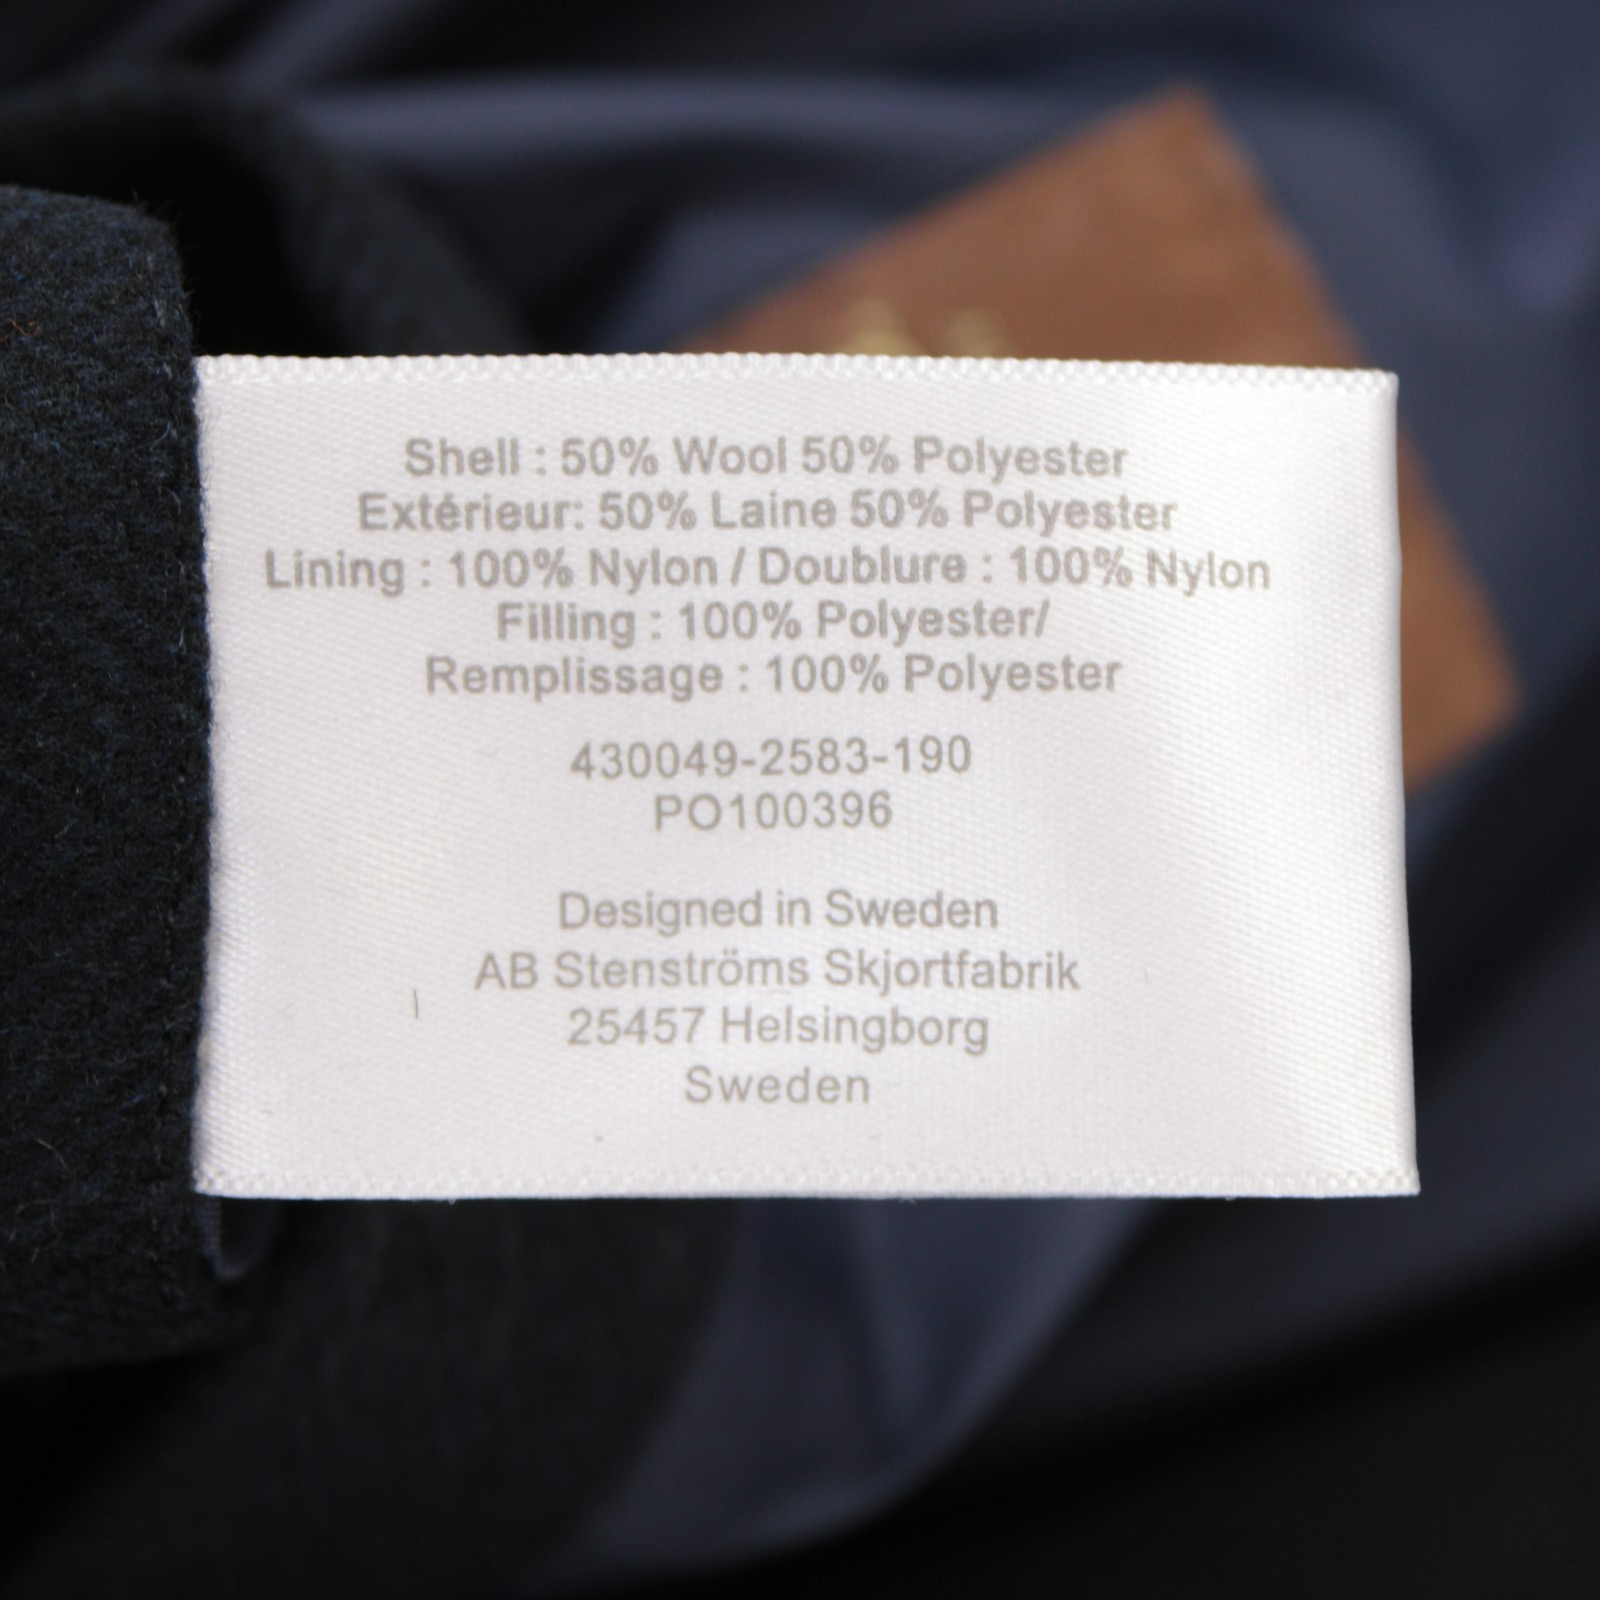 Shell : 50% Wool 50% Polyester
Extérieur: 50% Laine 50% Polyester
Lining : 100% Nylon / Doublure : 100% Nylon
Filling : 100% Polyester/
Remplissage : 100% Polyester
430049-2583-190
PO100396
Designed in Sweden
AB Stenströms Skjortfabrik
25457 Helsingborg
Sweden